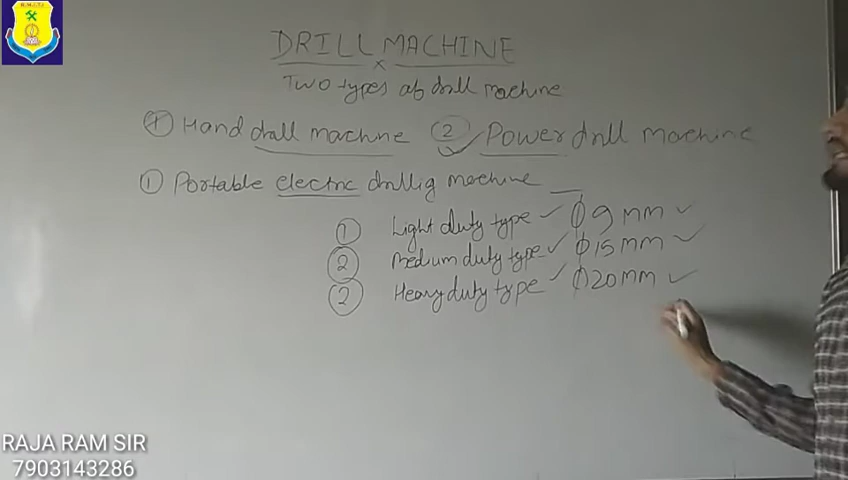 DRILL MACHINE
x
Two types of drill machine
① Hand drill machine ② Power drill machine
① Portable electric drillig machine
① Light duty type ✓ ϕ 9 mm ✓
② Medium duty type ✓ ϕ 15 mm ✓
② Heavy duty type ✓ ϕ 20 mm ✓
RAJA RAM SIR
7903143286